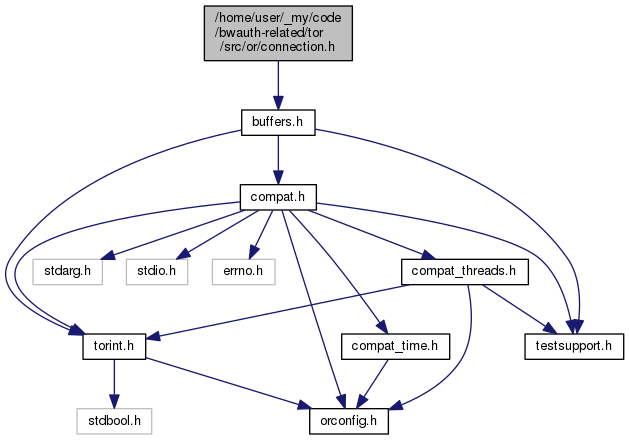 /home/user/_my/code
/bwauth-related/tor
/src/or/connection.h
buffers.h
compat.h
stdarg.h
stdio.h
errno.h
compat_threads.h
torint.h
compat_time.h
testsupport.h
stdbool.h
orconfig.h